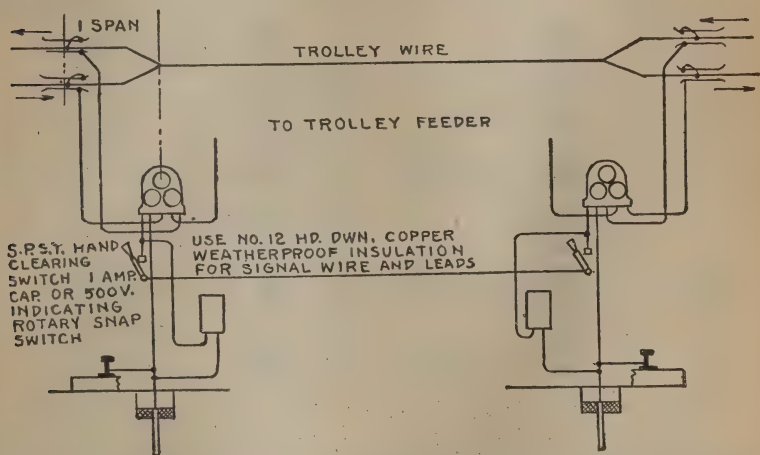 1 SPAN
TROLLEY WIRE
TO TROLLEY FEEDER
S.P.S.T. HAND
CLEARING
SWITCH 1 AMP.
CAP. OR 500V.
INDICATING
ROTARY SNAP
SWITCH
USE NO. 12 HD. DWN. COPPER
WEATHERPROOF INSULATION
FOR SIGNAL WIRE AND LEADS